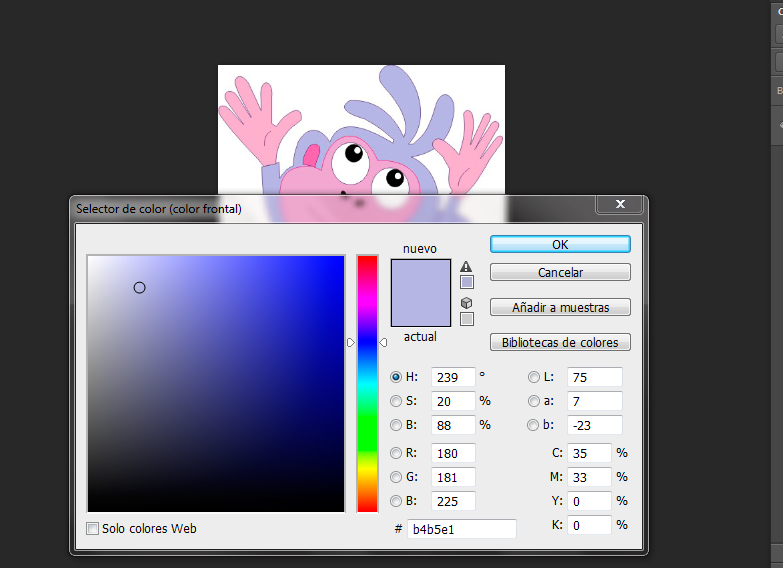 Selector de color (color frontal)
nuevo
actual
OK
Cancelar
Añadir a muestras
Bibliotecas de colores
H: 239 ° L: 75
S: 20 % a: 7
B: 88 % b: -23
R: 180 C: 35 %
G: 181 M: 33 %
B: 225 Y: 0 %
# b4b5e1 K: 0 %
Solo colores Web